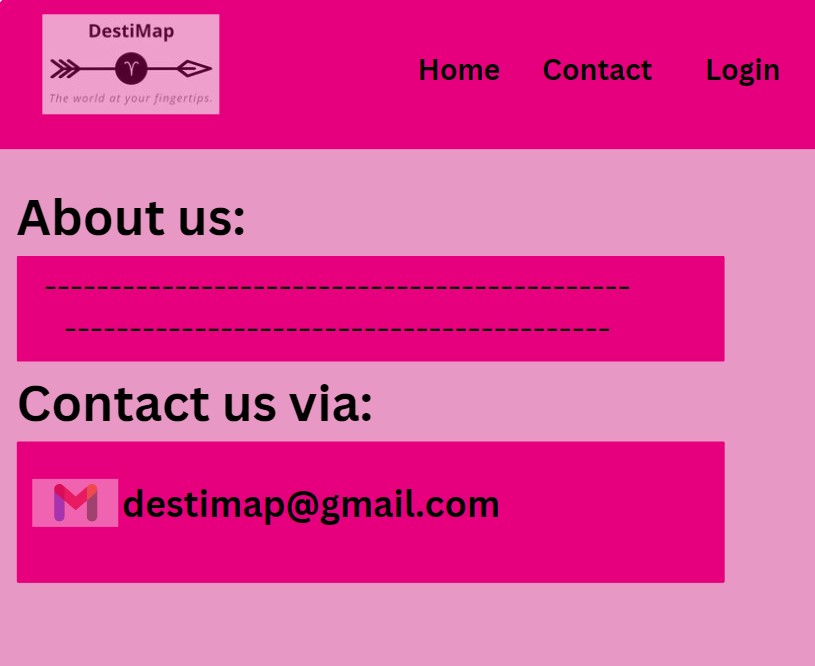 DestiMap
The world at your fingertips.
Home Contact Login
About us:
---------------------------------------------
------------------------------------------
Contact us via:
destimap@gmail.com